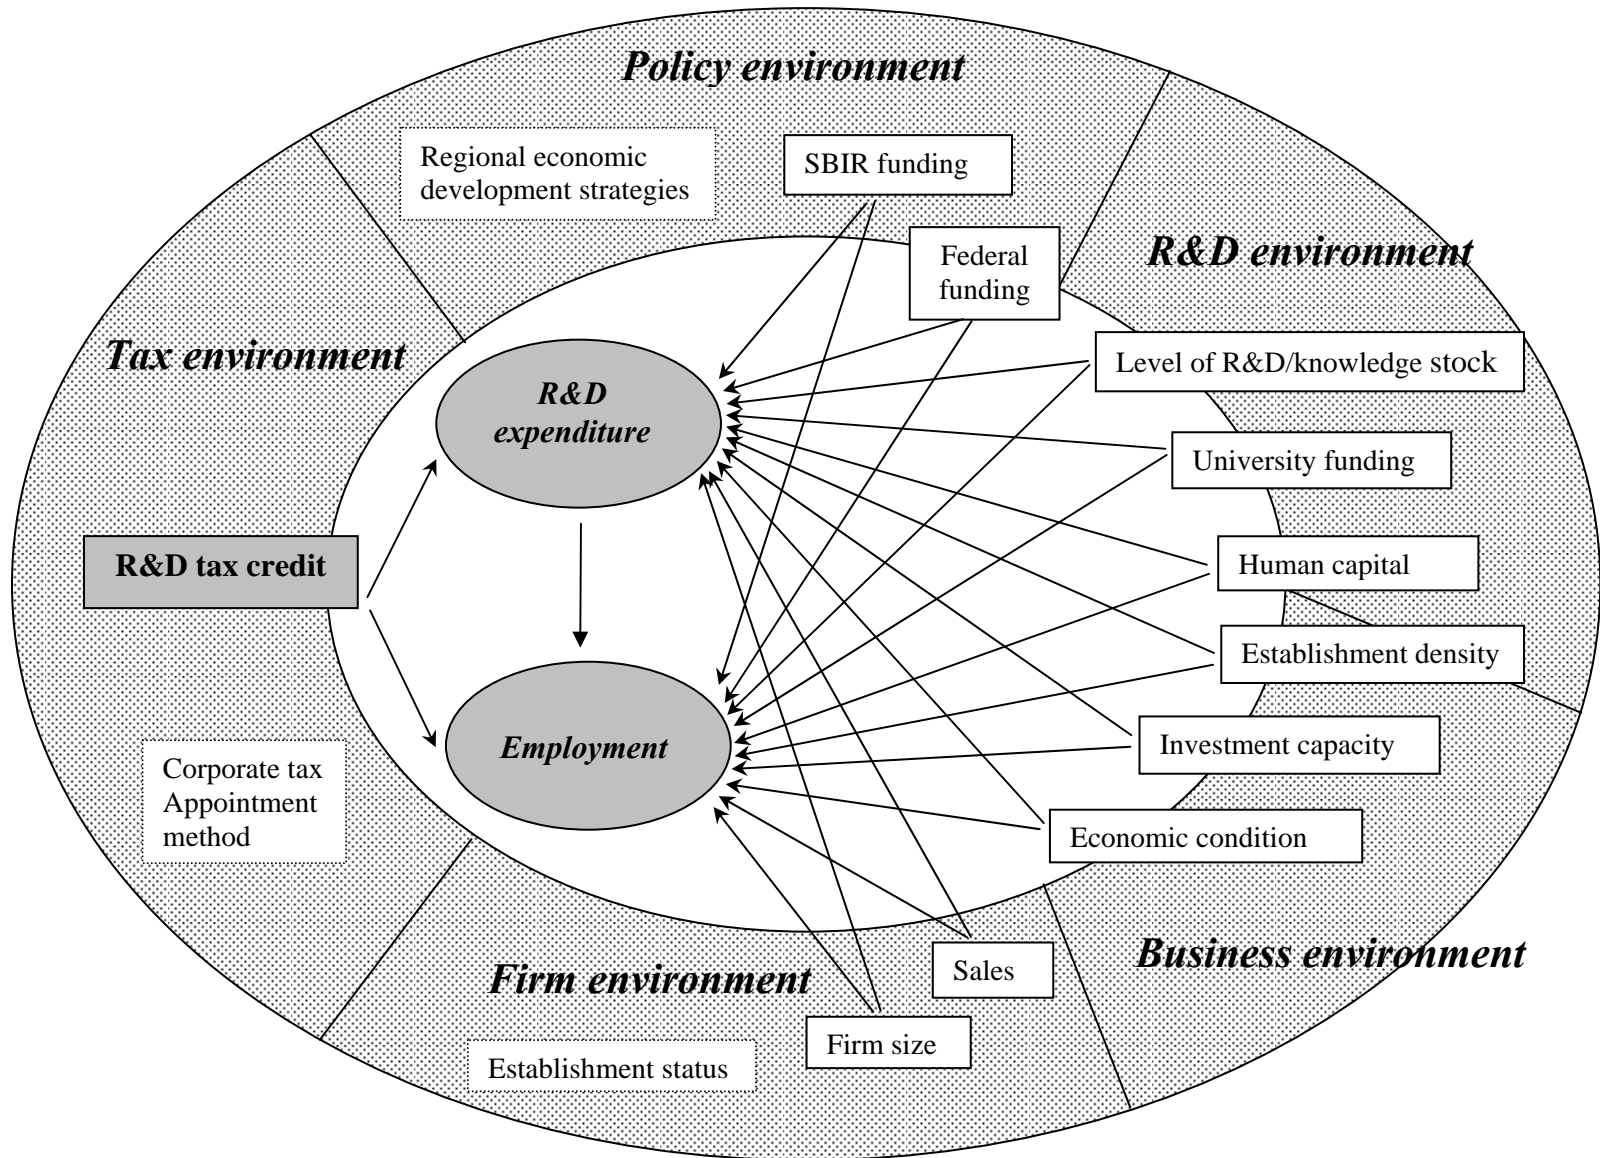 Policy environment
Regional economic
development strategies
SBIR funding
Federal
funding
R&D environment
Tax environment
Level of R&D/knowledge stock
R&D
expenditure
University funding
R&D tax credit
Human capital
Establishment density
Employment
Investment capacity
Corporate tax
Appointment
method
Economic condition
Business environment
Firm environment
Sales
Firm size
Establishment status